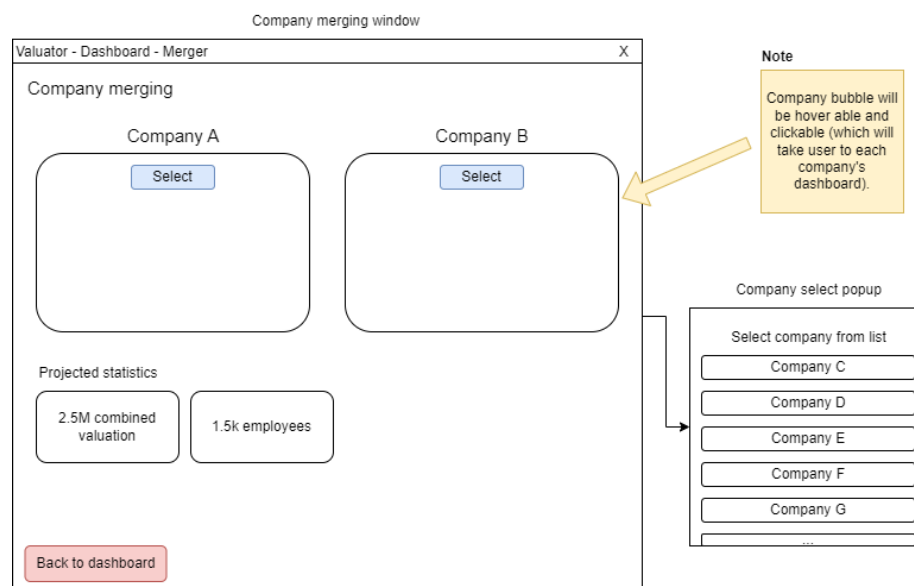 Company merging window
Valuator - Dashboard - Merger
X
Company merging
Company A
Company B
Select
Select
Projected statistics
2.5M combined
valuation
1.5k employees
Back to dashboard
Note
Company bubble will
be hover able and
clickable (which will
take user to each
company's
dashboard).
Company select popup
Select company from list
Company C
Company D
Company E
Company F
Company G
...